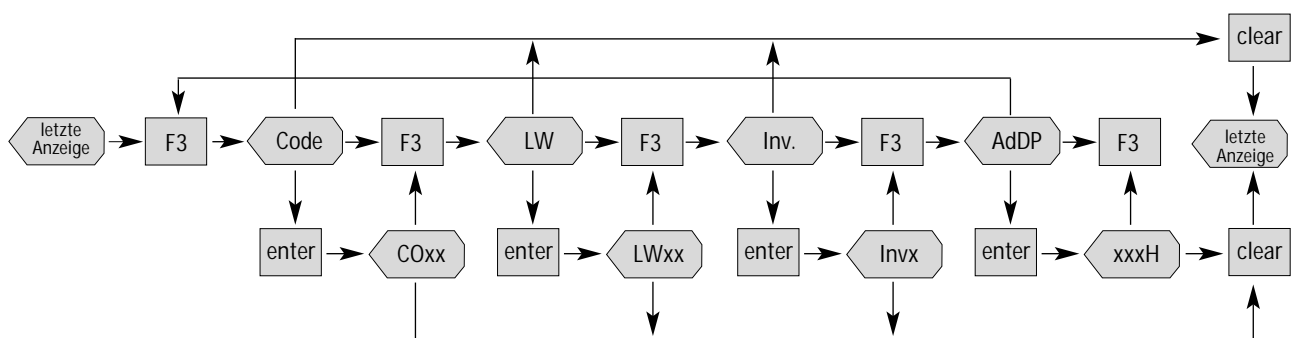 clear
letzte
Anzeige
F3
Code
F3
LW
F3
Inv.
F3
AdDP
F3
letzte
Anzeige
enter
COxx
enter
LWxx
enter
Invx
enter
xxxH
clear